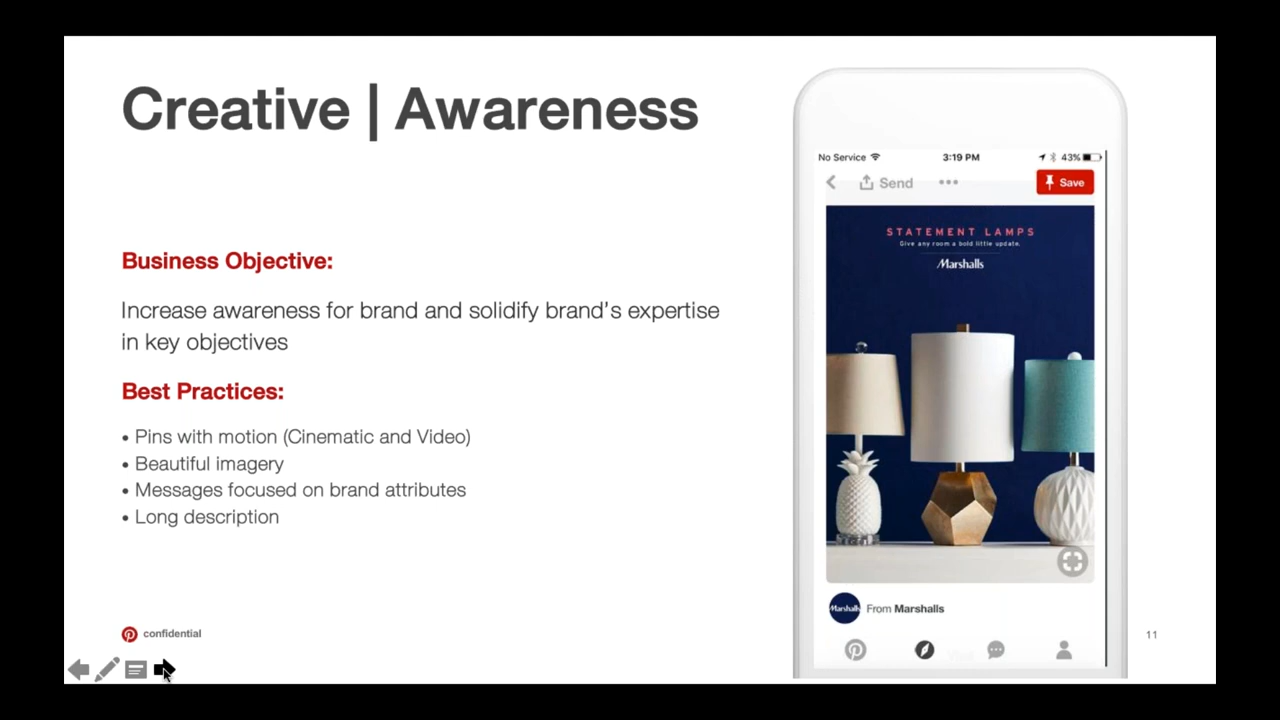 Creative | Awareness
Business Objective:
Increase awareness for brand and solidify brand's expertise
in key objectives
Best Practices:
• Pins with motion (Cinematic and Video)
• Beautiful imagery
• Messages focused on brand attributes
• Long description
confidential
No Service 3:19 PM 43%
Send ••• Save
STATEMENT LAMPS
Give any room a bold little update.
Marshalls
Marshalls From Marshalls
11